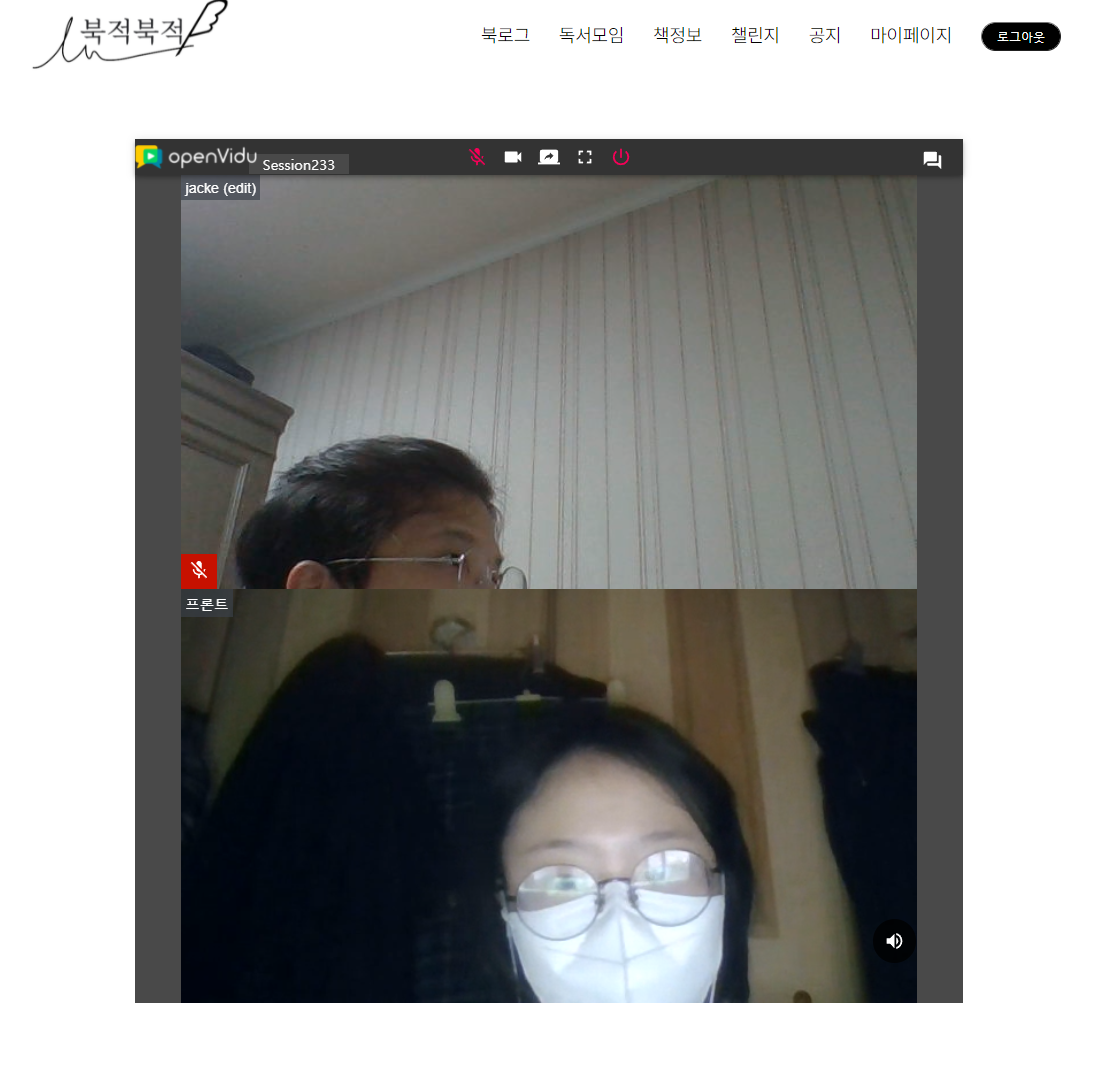 북적북적
북로그 독서모임 책정보 챌린지 공지 마이페이지 로그아웃
openVidu Session233
jacke (edit)
프론트